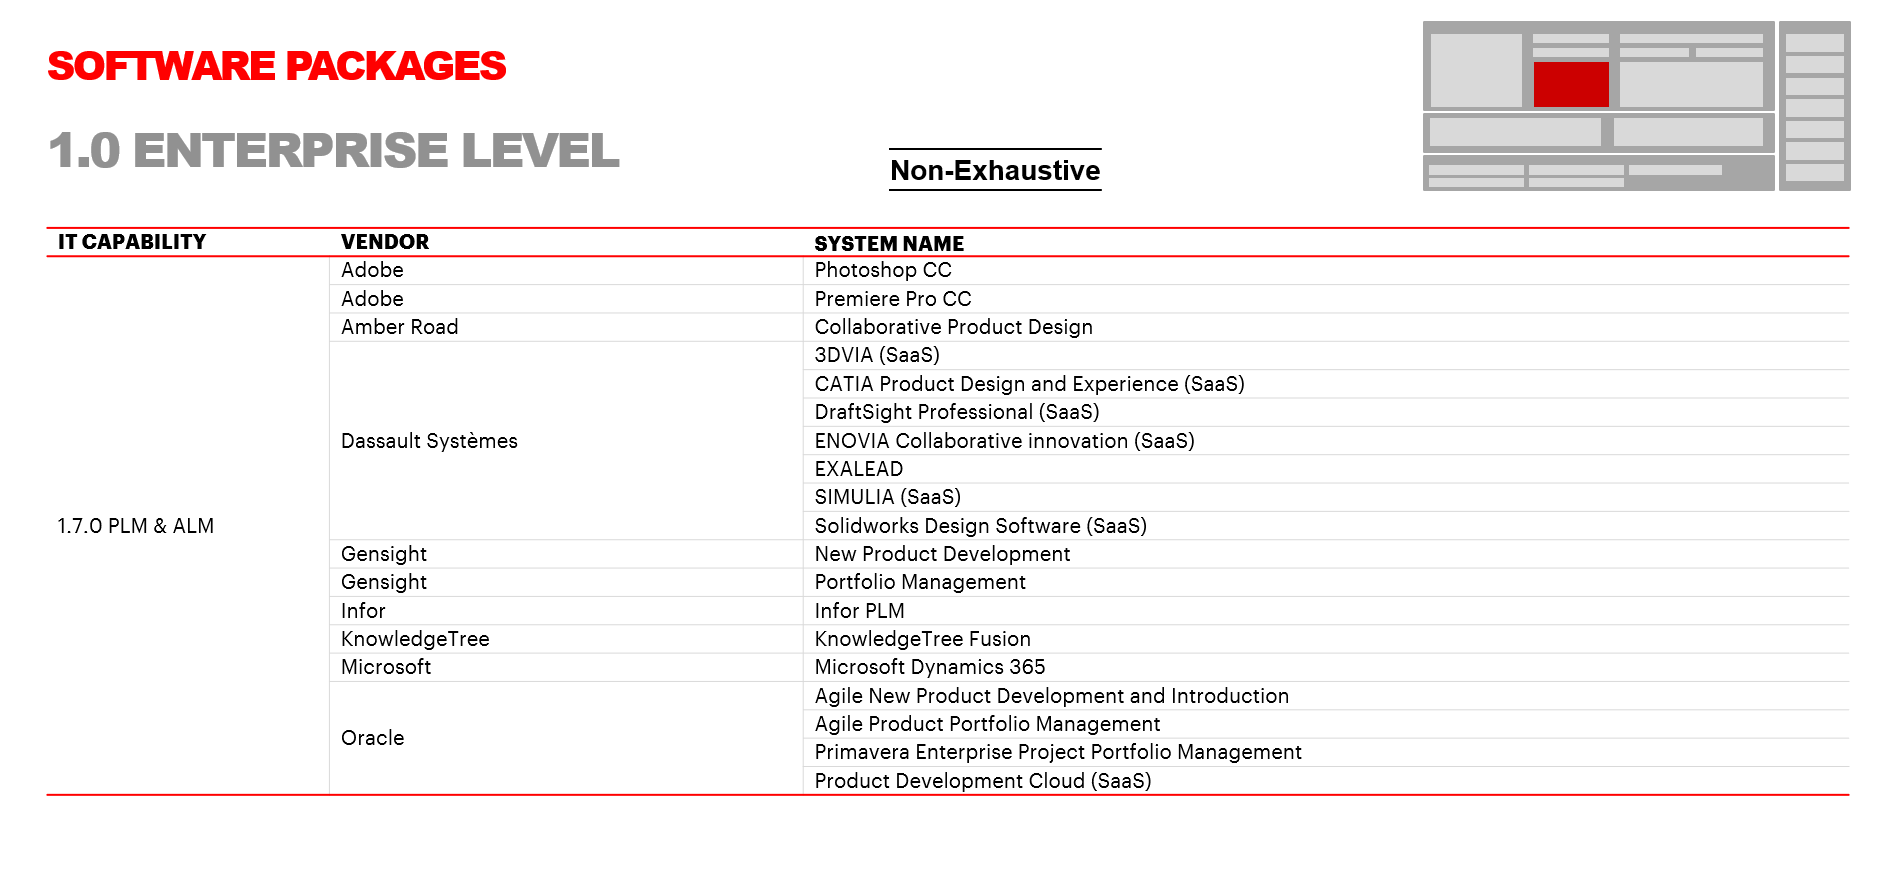 SOFTWARE PACKAGES
1.0 ENTERPRISE LEVEL
Non-Exhaustive
IT CAPABILITY VENDOR SYSTEM NAME
Adobe Photoshop CC
Adobe Premiere Pro CC
Amber Road Collaborative Product Design
3DVIA (SaaS)
CATIA Product Design and Experience (SaaS)
DraftSight Professional (SaaS)
Dassault Systèmes ENOVIA Collaborative innovation (SaaS)
EXALEAD
SIMULIA (SaaS)
1.7.0 PLM & ALM Solidworks Design Software (SaaS)
Gensight New Product Development
Gensight Portfolio Management
Infor Infor PLM
KnowledgeTree KnowledgeTree Fusion
Microsoft Microsoft Dynamics 365
Agile New Product Development and Introduction
Agile Product Portfolio Management
Oracle Primavera Enterprise Project Portfolio Management
Product Development Cloud (SaaS)